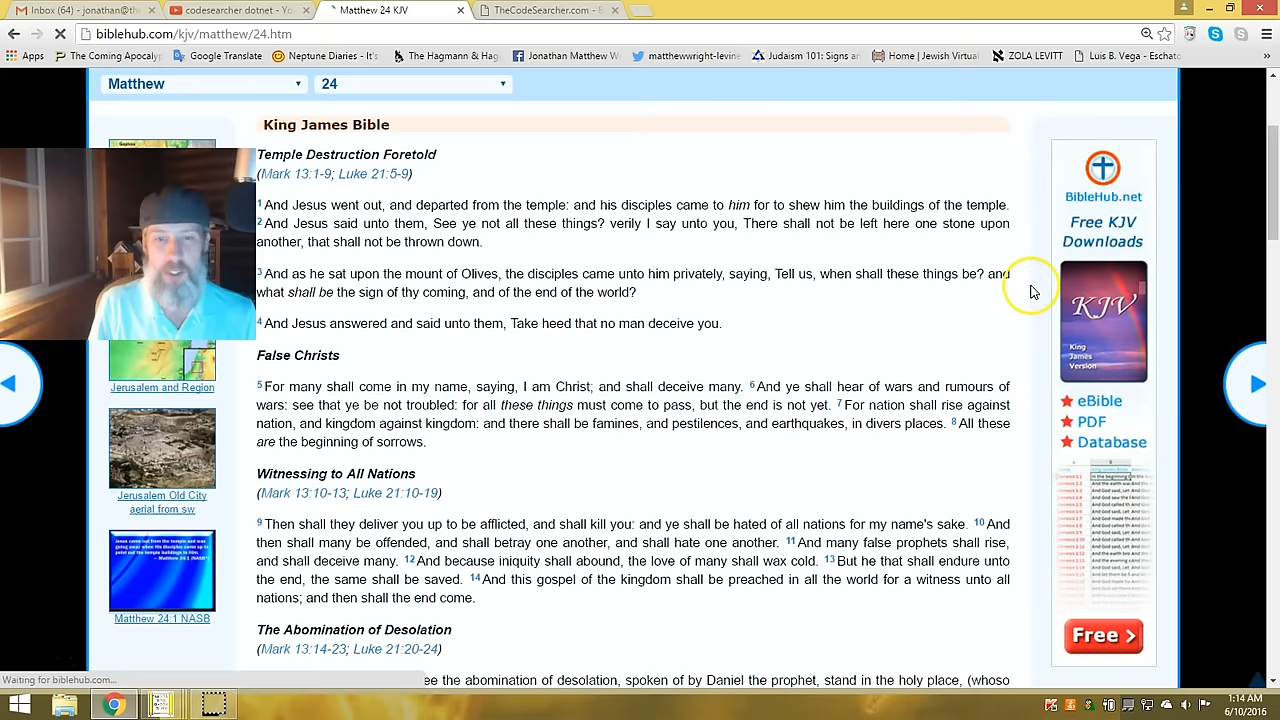 Inbox (64) - jonathan@th
codesearcher dotnet - Yo
Matthew 24 KJV
TheCodeSearcher.com - E
biblehub.com/kjv/matthew/24.htm
Apps
The Coming Apocaly
Google Translate
Neptune Diaries - It's
The Hagmann & Hag
Jonathan Matthew W
matthewwright-levine
Judaism 101: Signs ar
Home | Jewish Virtual
ZOLA LEVITT
Luis B. Vega - Eschato
Matthew
24
King James Bible
Temple Destruction Foretold
(Mark 13:1-9; Luke 21:5-9)
1 And Jesus went out, and departed from the temple: and his disciples came to him for to shew him the buildings of the temple.
2 And Jesus said unto them, See ye not all these things? verily I say unto you, There shall not be left here one stone upon
another, that shall not be thrown down.
3 And as he sat upon the mount of Olives, the disciples came unto him privately, saying, Tell us, when shall these things be? and
what shall be the sign of thy coming, and of the end of the world?
4 And Jesus answered and said unto them, Take heed that no man deceive you.
False Christs
5 For many shall come in my name, saying, I am Christ; and shall deceive many. 6 And ye shall hear of wars and rumours of
wars: see that ye be not troubled: for all these things must come to pass, but the end is not yet. 7 For nation shall rise against
nation, and kingdom against kingdom: and there shall be famines, and pestilences, and earthquakes, in divers places. 8 All these
are the beginning of sorrows.
Witnessing to All Nations
(Mark 13:10-13; Luke 21:10-19)
9 Then shall they deliver you up to be afflicted, and shall kill you: and ye shall be hated of all nations for my name's sake. 10 And
then shall many be offended, and shall betray one another, and shall hate one another. 11 And many false prophets shall rise,
and shall deceive many. 12 And because iniquity shall abound, the love of many shall wax cold. 13 But he that shall endure unto
the end, the same shall be saved. 14 And this gospel of the kingdom shall be preached in all the world for a witness unto all
nations; and then shall the end come.
The Abomination of Desolation
(Mark 13:14-23; Luke 21:20-24)
ee the abomination of desolation, spoken of by Daniel the prophet, stand in the holy place, (whoso
Jerusalem and Region
Jerusalem Old City
aerial from sw
Matthew 24:1 NASB
BibleHub.net
Free KJV
Downloads
KJV
King
James
Version
eBible
PDF
Database
Free >
Waiting for biblehub.com...
1:14 AM
6/10/2016